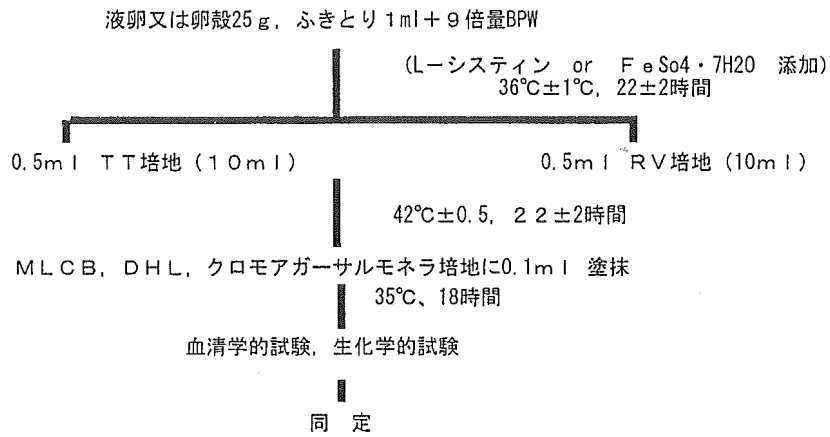 液卵又は卵殻25g，ふきとり1ml＋9倍量BPW
(L－システィン or FeSo4・7H20 添加)
36℃±1℃，22±2時間
0.5ml TT培地(10ml)
0.5ml RV培地(10ml)
42℃±0.5，22±2時間
MLCB，DHL，クロモアガーサルモネラ培地に0.1ml 塗抹
35℃、18時間
血清学的試験，生化学的試験
同 定